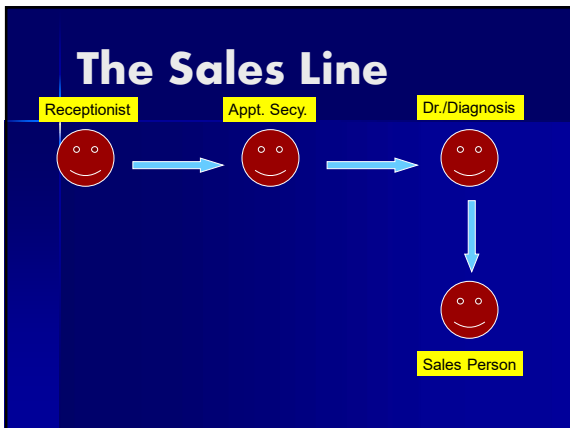 The Sales Line
Receptionist
Appt. Secy.
Dr./Diagnosis
Sales Person